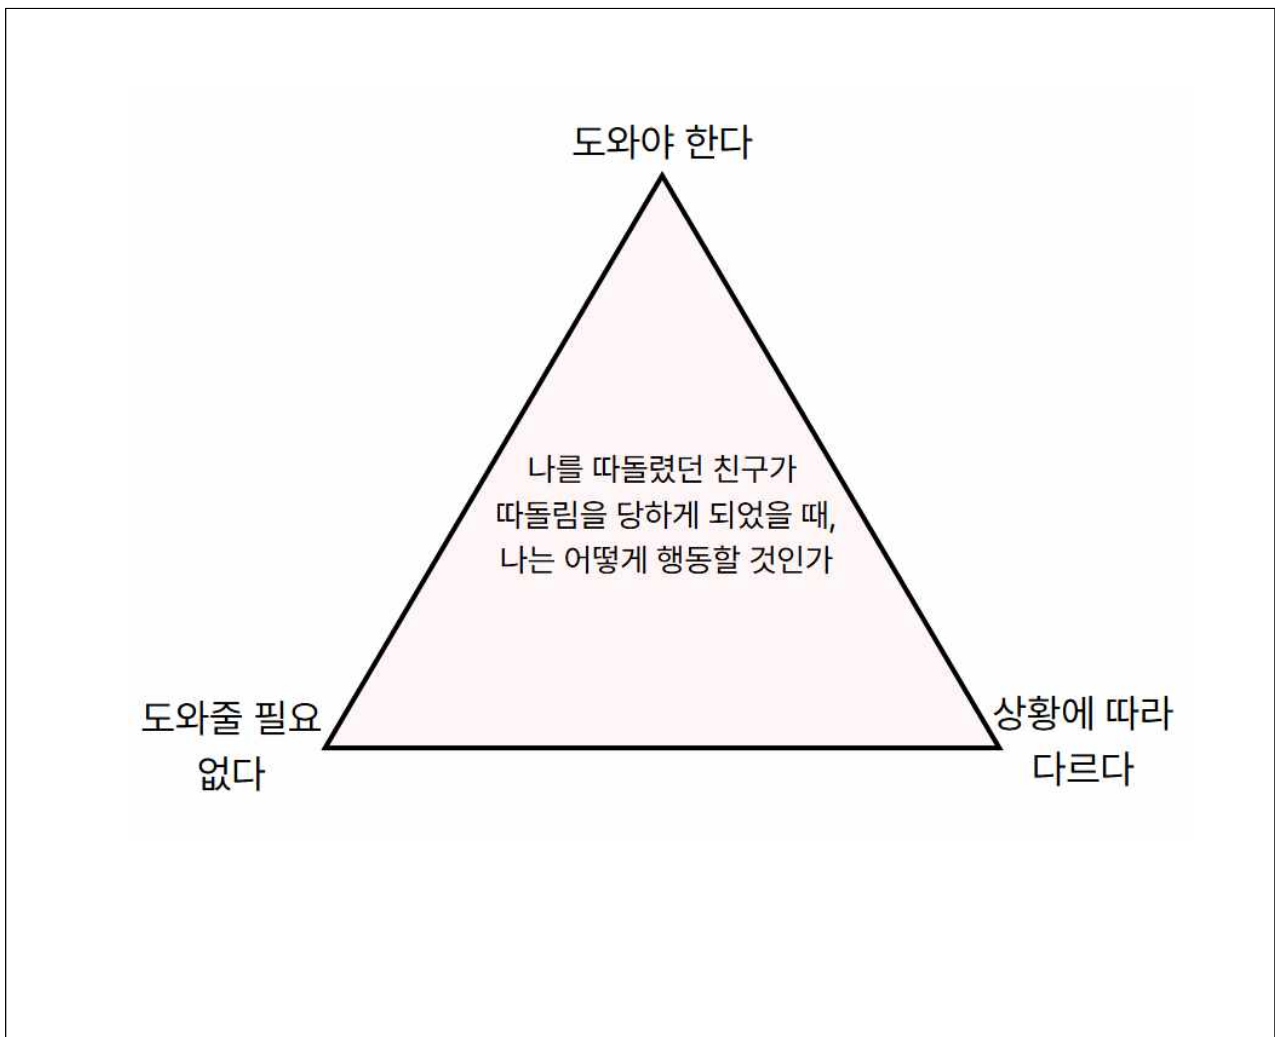 도와야 한다
나를 따돌렸던 친구가
따돌림을 당하게 되었을 때,
나는 어떻게 행동할 것인가
도와줄 필요
없다
상황에 따라
다르다